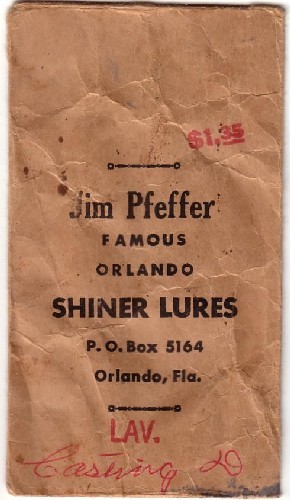 $1.35
Jim Pfeffer
FAMOUS
ORLANDO
SHINER LURES
P.O. Box 5164
Orlando, Fla.
LAV.
Casting